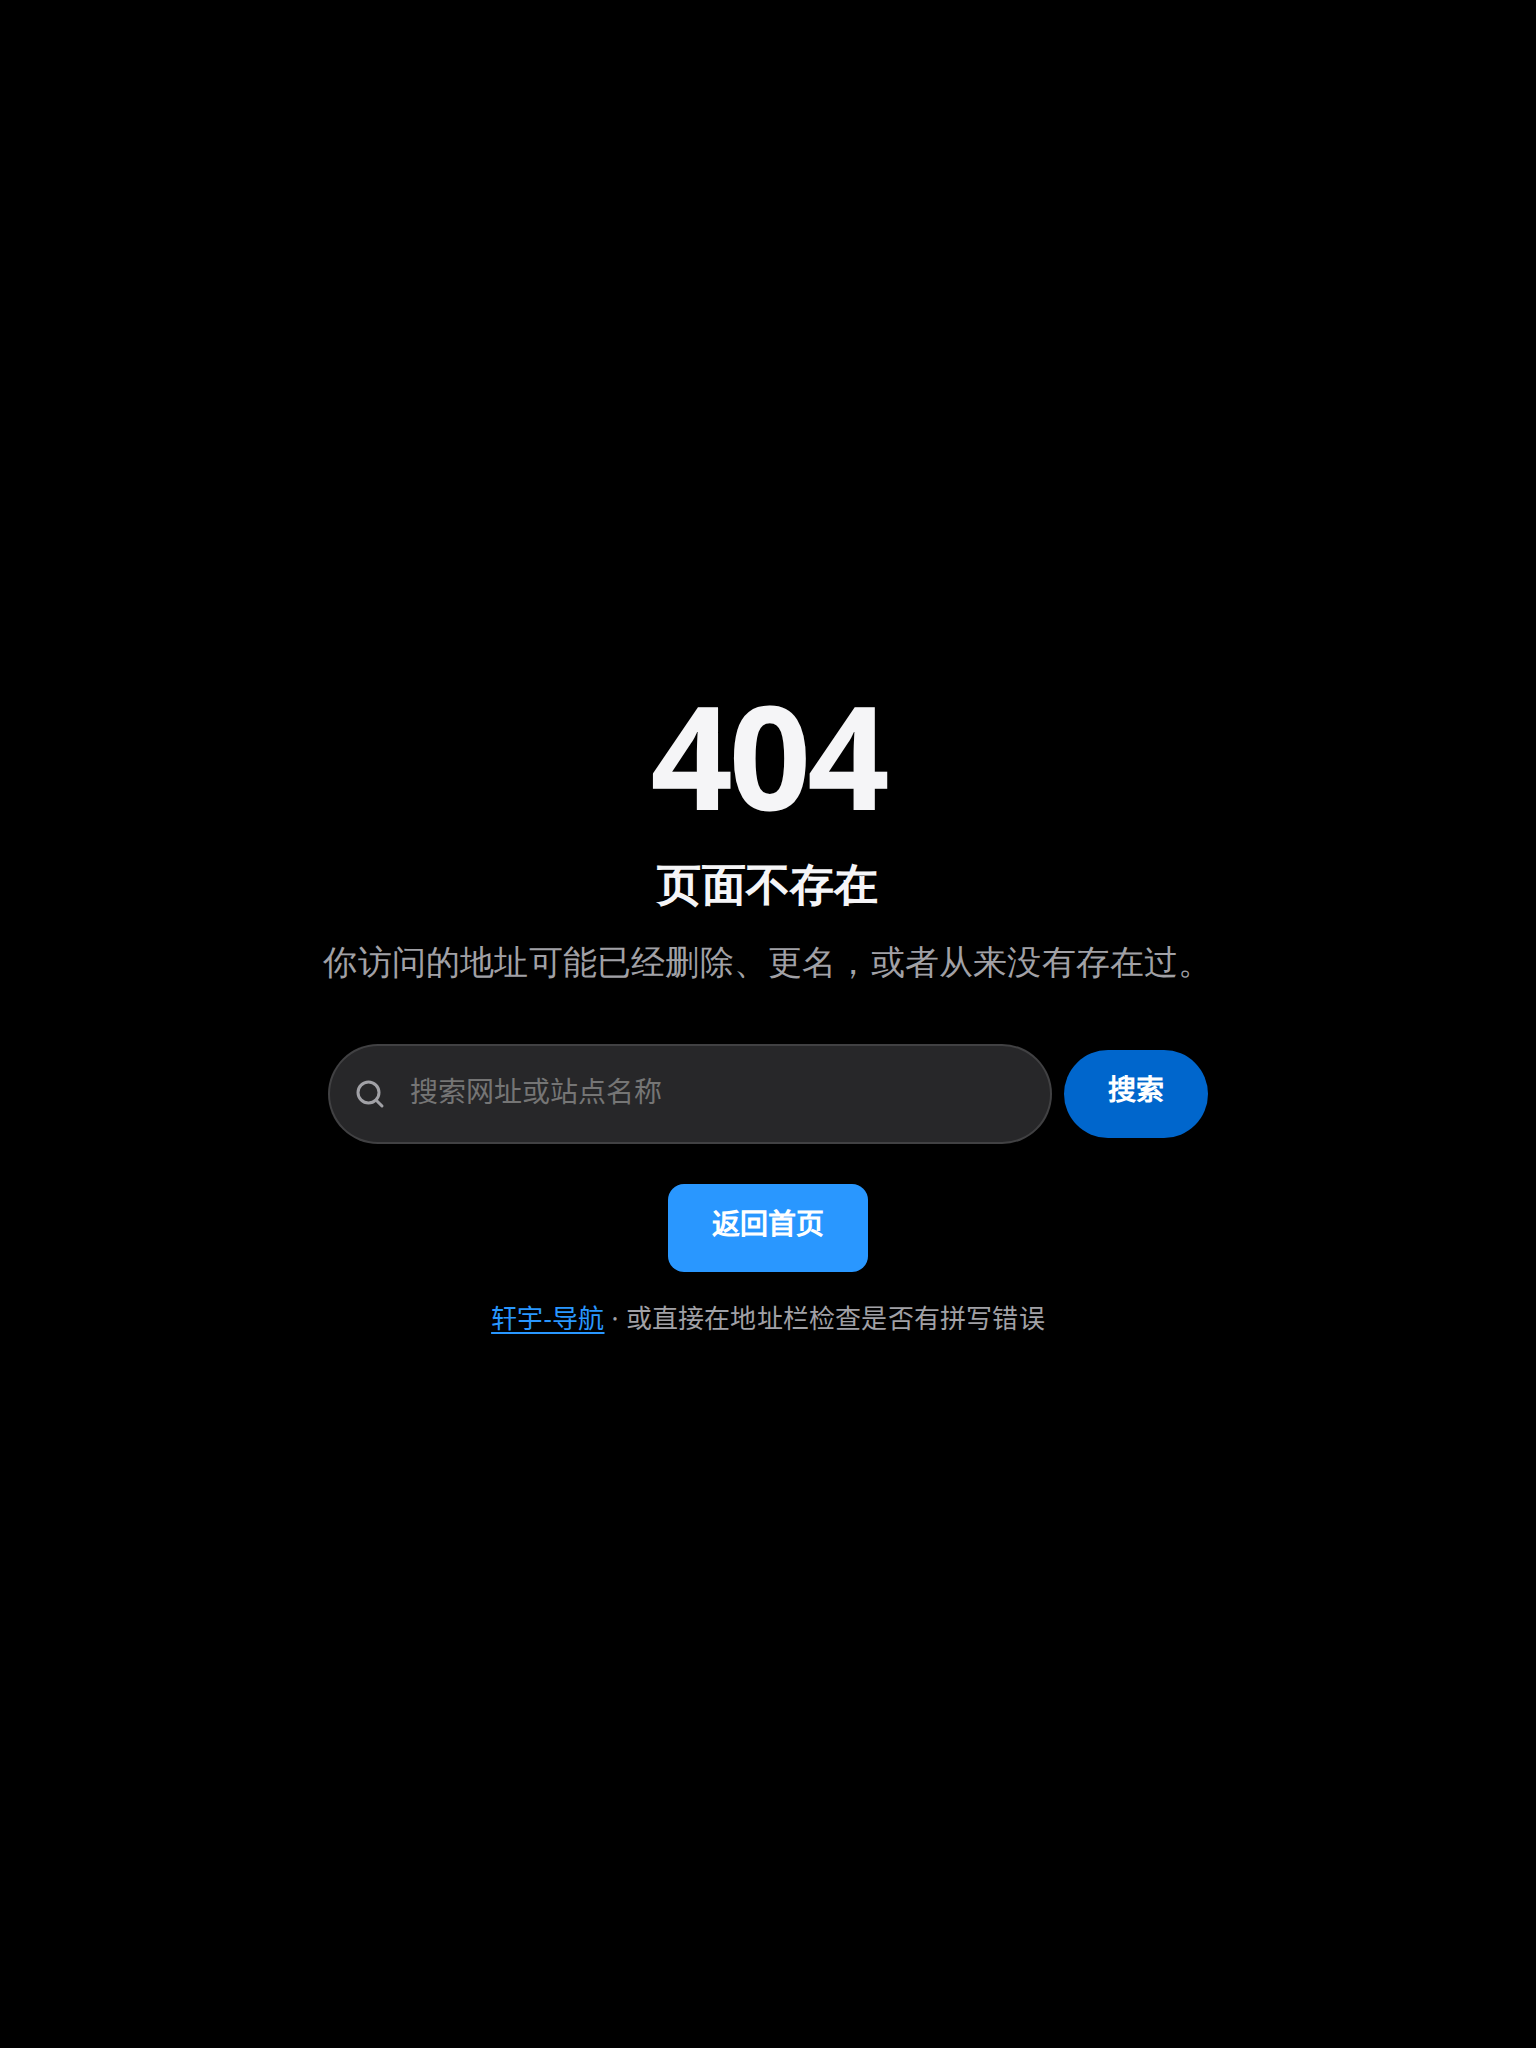 404
页面不存在
你访问的地址可能已经删除、更名，或者从来没有存在过。
搜索网址或站点名称
搜索
返回首页
轩宇-导航 · 或直接在地址栏检查是否有拼写错误